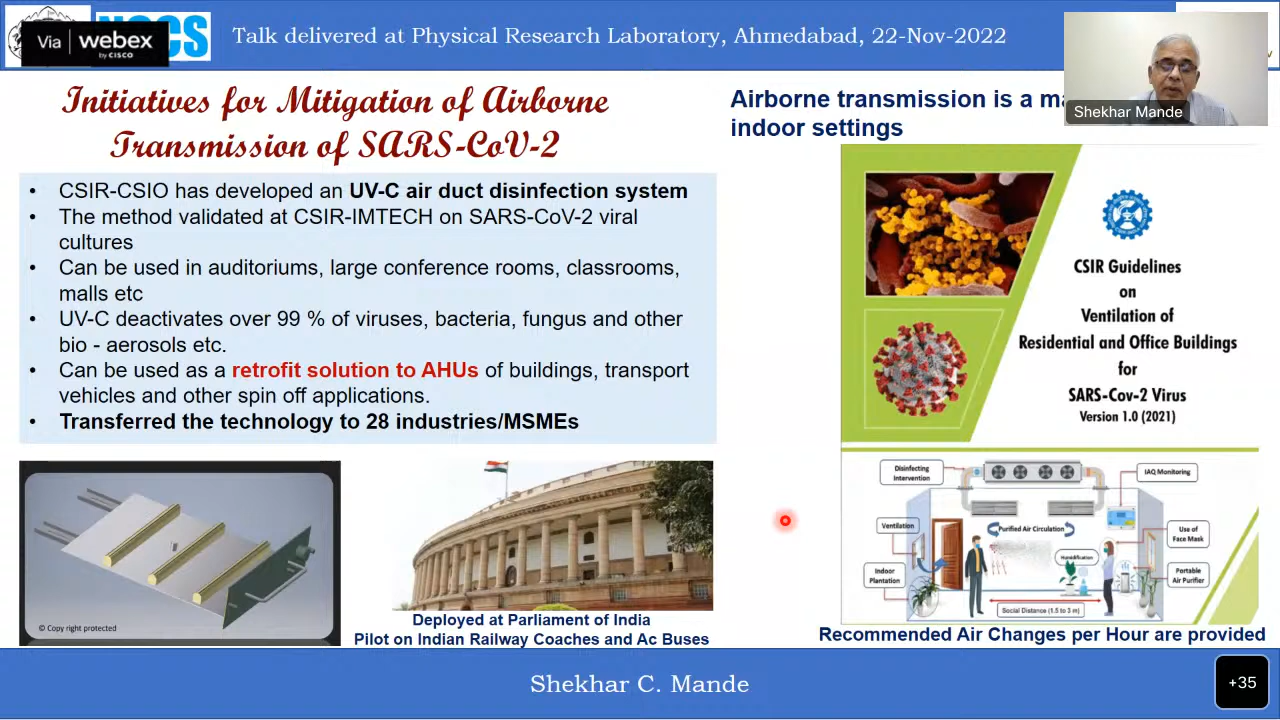 Via webex
by CISCO
Talk delivered at Physical Research Laboratory, Ahmedabad, 22-Nov-2022
Initiatives for Mitigation of Airborne
Transmission of SARS-CoV-2
• CSIR-CSIO has developed an UV-C air duct disinfection system
• The method validated at CSIR-IMTECH on SARS-CoV-2 viral
cultures
• Can be used in auditoriums, large conference rooms, classrooms,
malls etc
• UV-C deactivates over 99 % of viruses, bacteria, fungus and other
bio - aerosols etc.
• Can be used as a retrofit solution to AHUs of buildings, transport
vehicles and other spin off applications.
• Transferred the technology to 28 industries/MSMEs
© Copy right protected
Deployed at Parliament of India
Pilot on Indian Railway Coaches and Ac Buses
Airborne transmission is a
indoor settings
Shekhar Mande
CSIR Guidelines
on
Ventilation of
Residential and Office Buildings
for
SARS-Cov-2 Virus
Version 1.0 (2021)
Disinfecting
Intervention
IAQ Monitoring
Ventilation
Purified Air Circulation
Use of
Face Mask
Humidification
Indoor
Plantation
Portable
Air Purifier
Social Distance (1.5 to 3 m)
Recommended Air Changes per Hour are provided
Shekhar C. Mande
+35